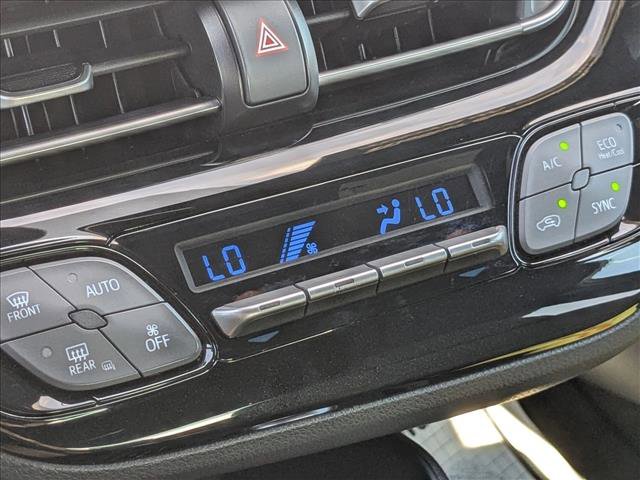 LO
LO
A/C
ECO
Heat/Cool
SYNC
FRONT
AUTO
REAR
OFF